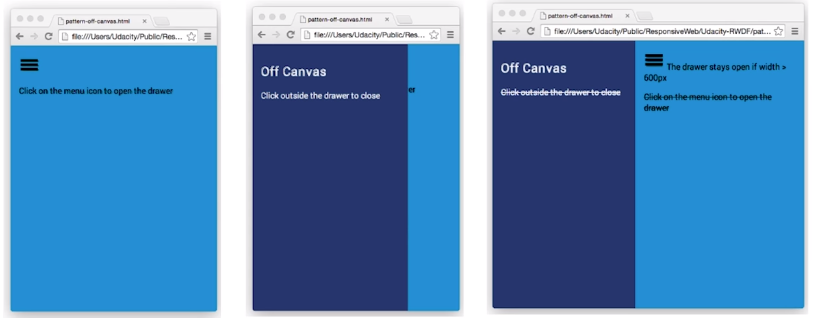 pattern-off-canvas.html
file:///Users/Udacity/Public/Res...
Click on the menu icon to open the drawer
pattern-off-canvas.html
file:///Users/Udacity/Public/Res...
Off Canvas
Click outside the drawer to close
er
pattern-off-canvas.html
file:///Users/Udacity/Public/ResponsiveWeb/Udacity-RWDF/pat...
Off Canvas
Click outside the drawer to close
The drawer stays open if width >
600px
Click on the menu icon to open the
drawer